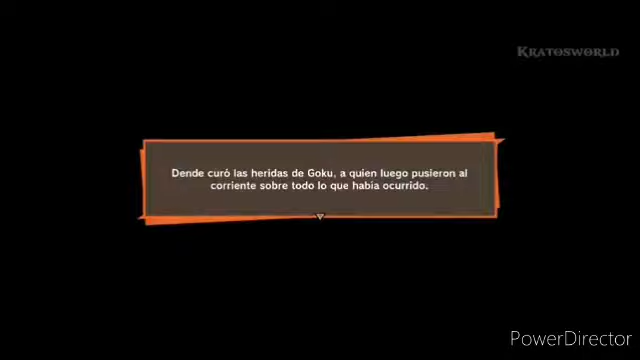 KRATOSWORLD
Dende curó las heridas de Goku, a quien luego pusieron al
corriente sobre todo lo que había ocurrido.
PowerDirector